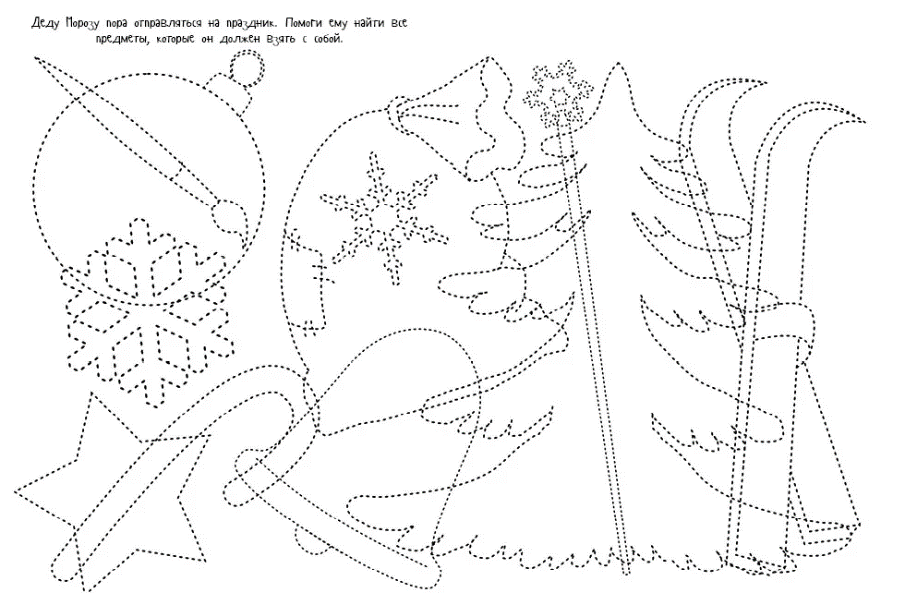 Деду Морозу пора отправляться на праздник. Помоги ему найти все
предметы, которые он должен взять с собой.